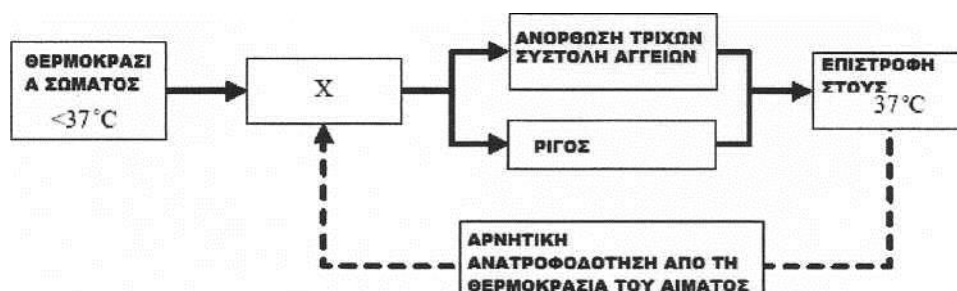 ΘΕΡΜΟΚΡΑΣΙ
Α ΣΩΜΑΤΟΣ
<37°C
X
ΑΝΟΡΘΩΣΗ ΤΡΙΧΩΝ
ΣΥΣΤΟΛΗ ΑΓΓΕΙΩΝ
ΡΙΓΟΣ
ΕΠΙΣΤΡΟΦΗ
ΣΤΟΥΣ
37°C
ΑΡΝΗΤΙΚΗ
ΑΝΑΤΡΟΦΟΔΟΤΗΣΗ ΑΠΟ ΤΗ
ΘΕΡΜΟΚΡΑΣΙΑ ΤΟΥ ΑΙΜΑΤΟΣ